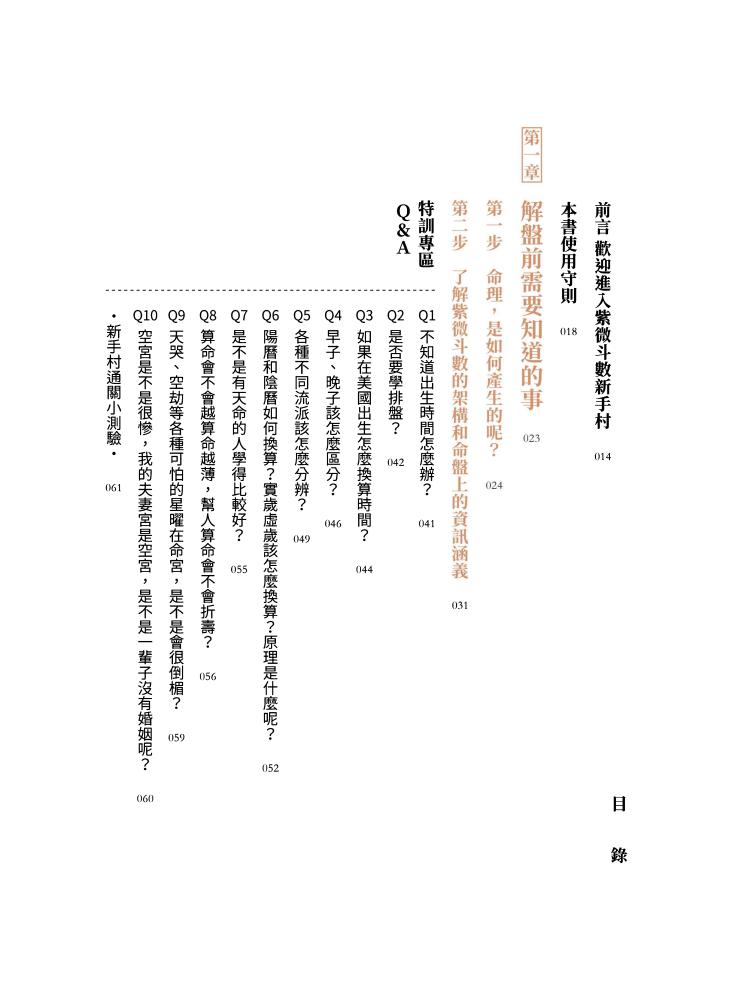 目錄
前言 歡迎進入紫微斗數新手村 014
本書使用守則 018
第一章 解盤前需要知道的事 023
第一步 命理，是如何產生的呢？ 024
第二步 了解紫微斗數的架構和命盤上的資訊涵義 031
特訓專區
Q&A
Q1 不知道出生時間怎麼辦？ 041
Q2 是否要學排盤？ 042
Q3 如果在美國出生怎麼換算時間？ 044
Q4 早子、晚子該怎麼區分？ 046
Q5 各種不同流派該怎麼分辨？ 049
Q6 陽曆和陰曆如何換算？實歲虛歲該怎麼換算？原理是什麼呢？ 052
Q7 是不是有天命的人學得比較好？ 055
Q8 算命會不會越算命越薄，幫人算命會不會折壽？ 056
Q9 天哭、空劫等各種可怕的星曜在命宮，是不是會很倒楣？ 059
Q10 空宮是不是很慘，我的夫妻宮是空宮，是不是一輩子沒有婚姻呢？ 060
・新手村通關小測驗・ 061